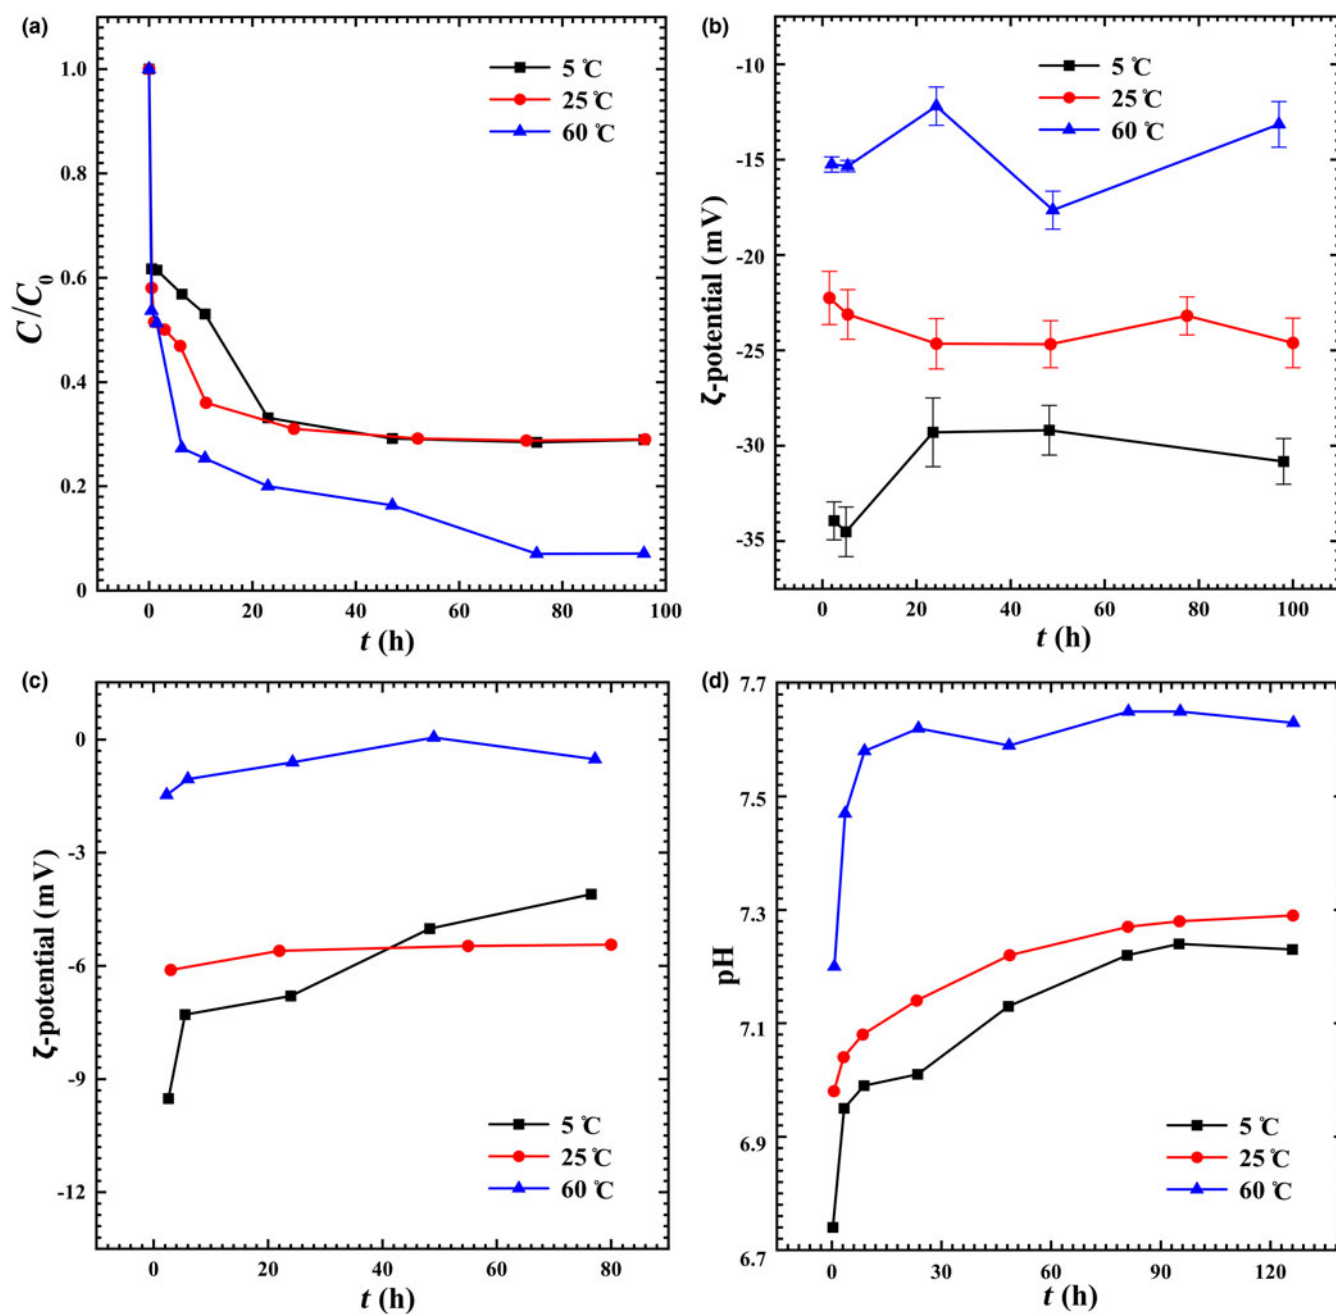 (a)
5 ℃
25 ℃
60 ℃
C/C0
1.0
0.8
0.6
0.4
0.2
0
0 20 40 60 80 100
t (h)
(b)
5 ℃
25 ℃
60 ℃
ζ-potential (mV)
-10
-15
-20
-25
-30
-35
0 20 40 60 80 100
t (h)
(c)
ζ-potential (mV)
0
-3
-6
-9
-12
5 ℃
25 ℃
60 ℃
0 20 40 60 80
t (h)
(d)
pH
7.7
7.5
7.3
7.1
6.9
6.7
5 ℃
25 ℃
60 ℃
0 30 60 90 120
t (h)